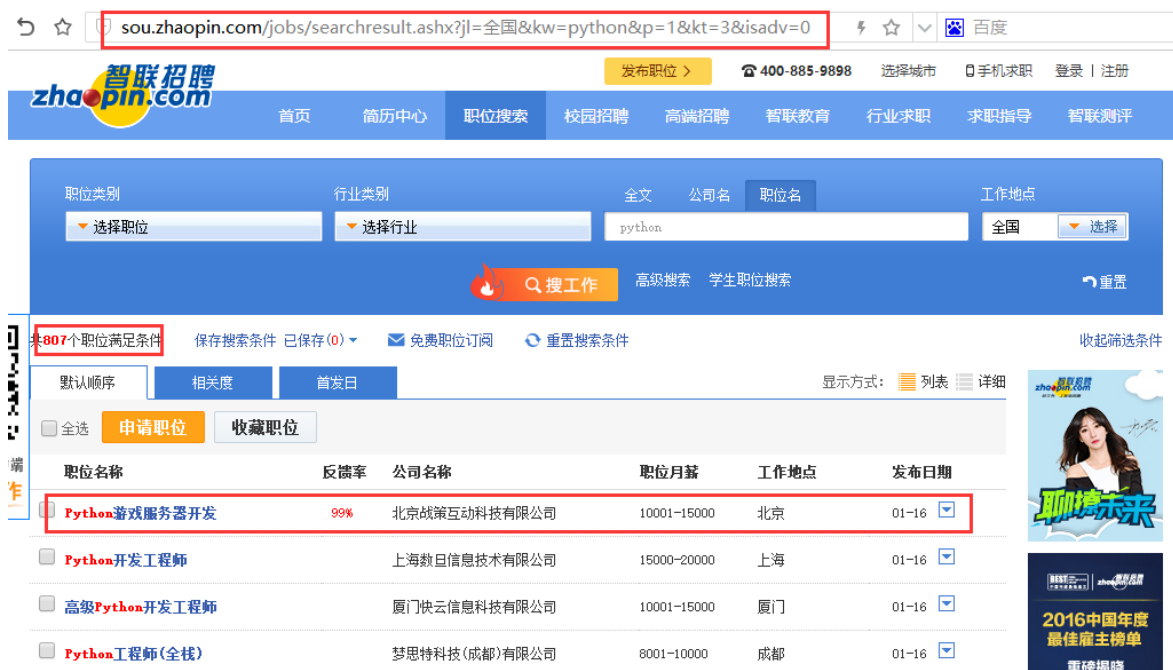 sou.zhaopin.com/jobs/searchresult.ashx?jl=全国&kw=python&p=1&kt=3&isadv=0 百度
智联招聘
zhaopin.com
发布职位 > 400-885-9898 选择城市 手机求职 登录 | 注册
首页 简历中心 职位搜索 校园招聘 高端招聘 智联教育 行业求职 求职指导 智联测评
职位类别 行业类别 全文 公司名 职位名 工作地点
选择职位 选择行业 python 全国 选择
搜工作 高级搜索 学生职位搜索 重置
共807个职位满足条件 保存搜索条件 已保存(0) 免费职位订阅 重置搜索条件 收起筛选条件
默认顺序 相关度 首发日 显示方式： 列表 详细
全选 申请职位 收藏职位
职位名称 反馈率 公司名称 职位月薪 工作地点 发布日期
Python游戏服务器开发 99% 北京战策互动科技有限公司 10001-15000 北京 01-16
Python开发工程师 上海数旦信息技术有限公司 15000-20000 上海 01-16
高级Python开发工程师 厦门快云信息科技有限公司 10001-15000 厦门 01-16
Python工程师(全栈) 梦思特科技(成都)有限公司 8001-10000 成都 01-16
端
作
智联招聘
zhaopin.com
聊撩未来
BEST
zhaopin.com
2016中国年度
最佳雇主榜单
重磅揭晓